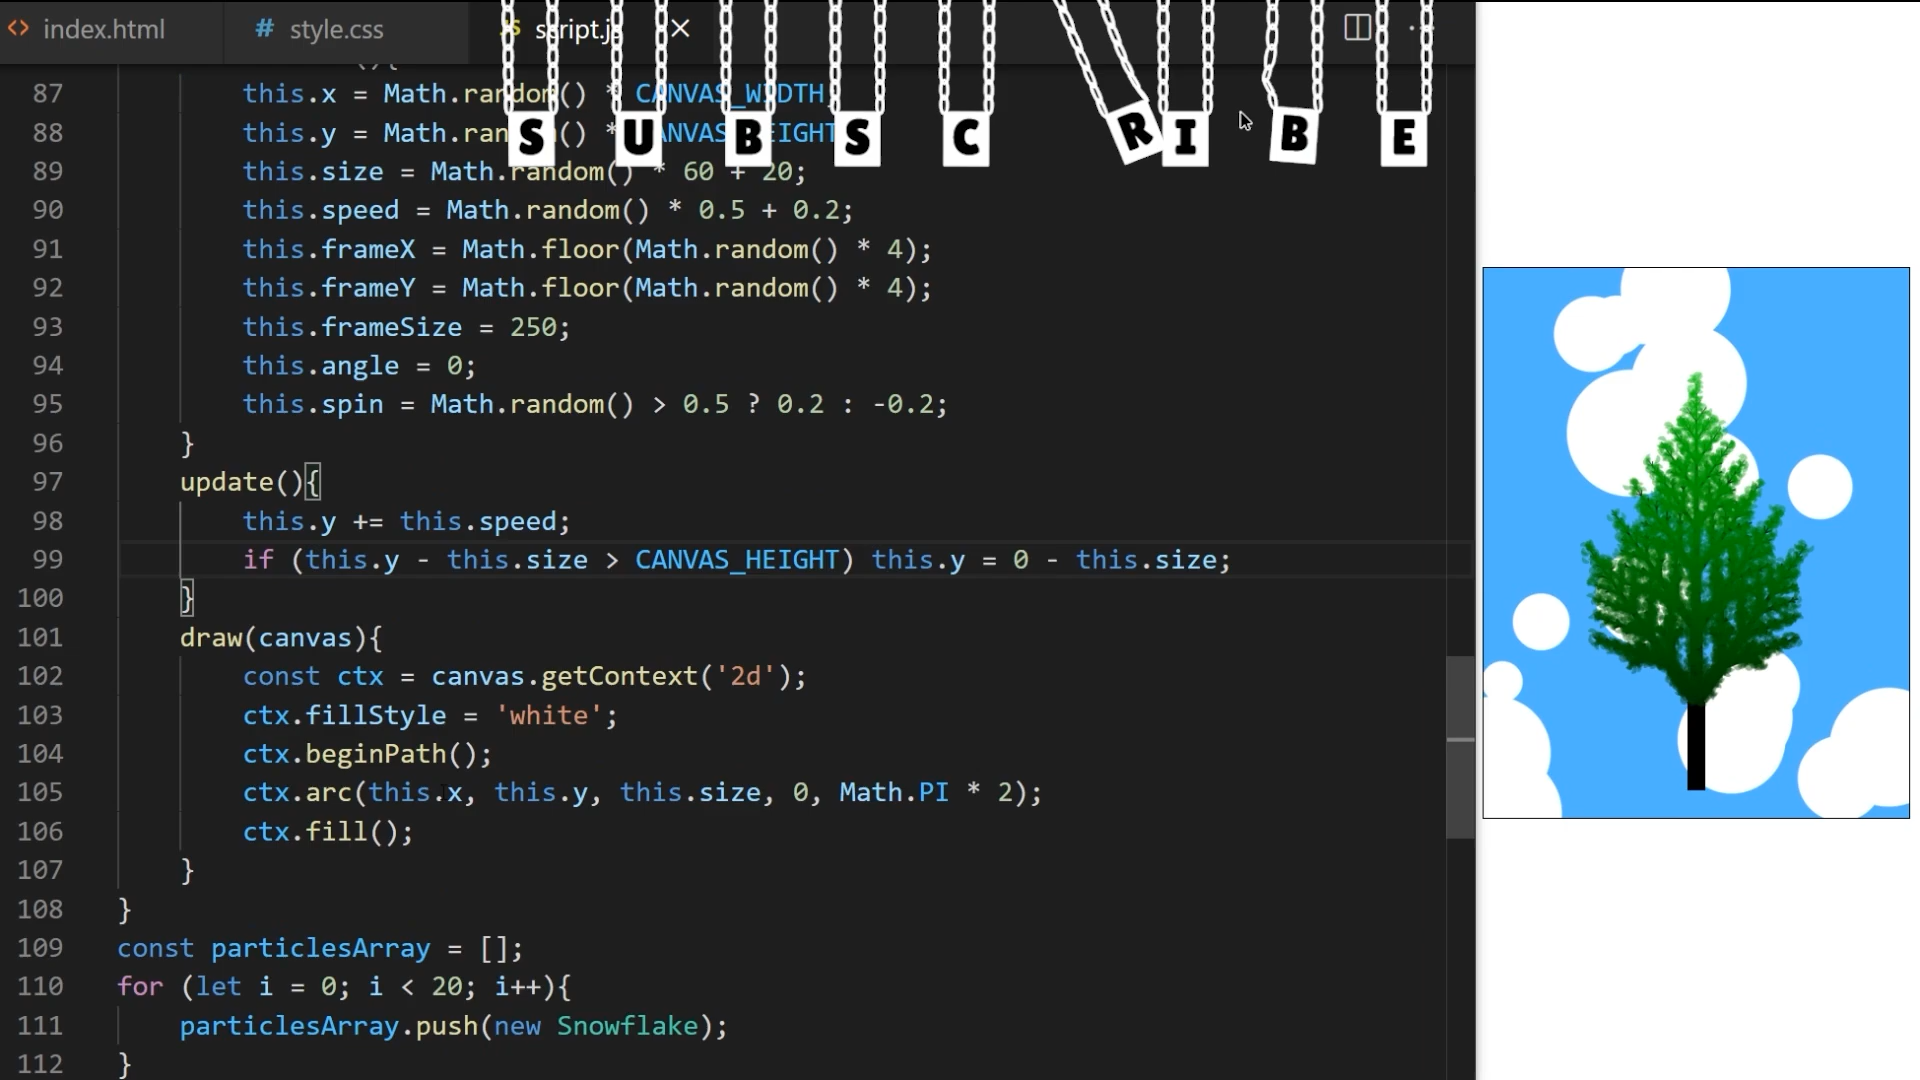 index.html # style.css JS script.js
S U B S C R I B E
(){
87 this.x = Math.random() * CANVAS_WIDTH
88 this.y = Math.random() * CANVAS_HEIGHT
89 this.size = Math.random() * 60 + 20;
90 this.speed = Math.random() * 0.5 + 0.2;
91 this.frameX = Math.floor(Math.random() * 4);
92 this.frameY = Math.floor(Math.random() * 4);
93 this.frameSize = 250;
94 this.angle = 0;
95 this.spin = Math.random() > 0.5 ? 0.2 : -0.2;
96 }
97 update(){
98 this.y += this.speed;
99 if (this.y - this.size > CANVAS_HEIGHT) this.y = 0 - this.size;
100 }
101 draw(canvas){
102 const ctx = canvas.getContext('2d');
103 ctx.fillStyle = 'white';
104 ctx.beginPath();
105 ctx.arc(this.x, this.y, this.size, 0, Math.PI * 2);
106 ctx.fill();
107 }
108 }
109 const particlesArray = [];
110 for (let i = 0; i < 20; i++){
111 particlesArray.push(new Snowflake);
112 }